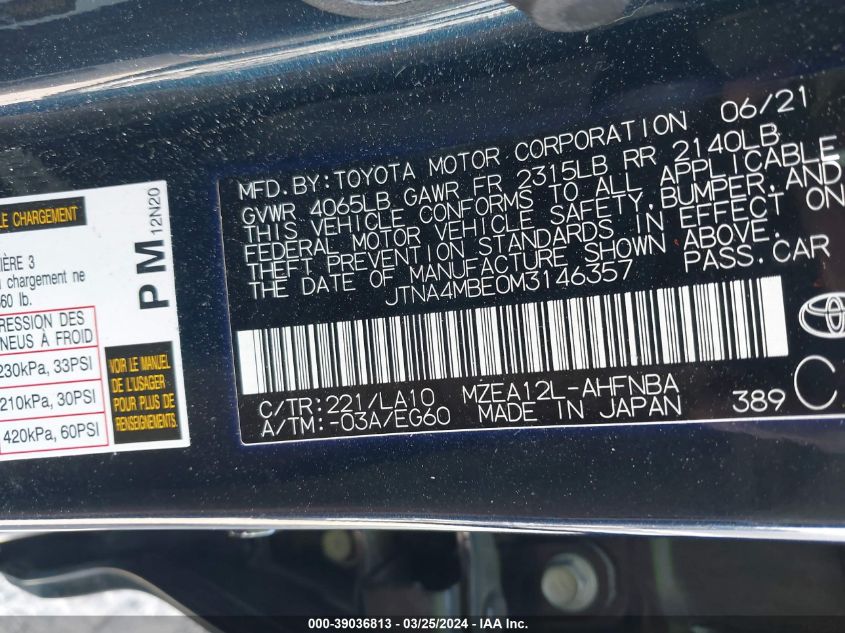 LE CHARGEMENT
IÈRE 3
chargement ne
60 lb.
RESSION DES
NEUS À FROID
230kPa, 33PSI
210kPa, 30PSI
420kPa, 60PSI
PM 12N20
VOIR LE MANUEL
DE L'USAGER
POUR PLUS DE
RENSEIGNEMENTS.
MFD.BY:TOYOTA MOTOR CORPORATION 06/21
GVWR 4065LB GAWR FR 2315LB RR 2140LB
THIS VEHICLE CONFORMS TO ALL APPLICABLE
FEDERAL MOTOR VEHICLE SAFETY,BUMPER,AND
THEFT PREVENTION STANDARDS IN EFFECT ON
THE DATE OF MANUFACTURE SHOWN ABOVE.
JTNA4MBE0M3146357 PASS.CAR
C/TR:221/LA10 MZEA12L-AHFNBA
A/TM:-03A/EG60 MADE IN JAPAN 389 C
000-39036813 - 03/25/2024 - IAA Inc.